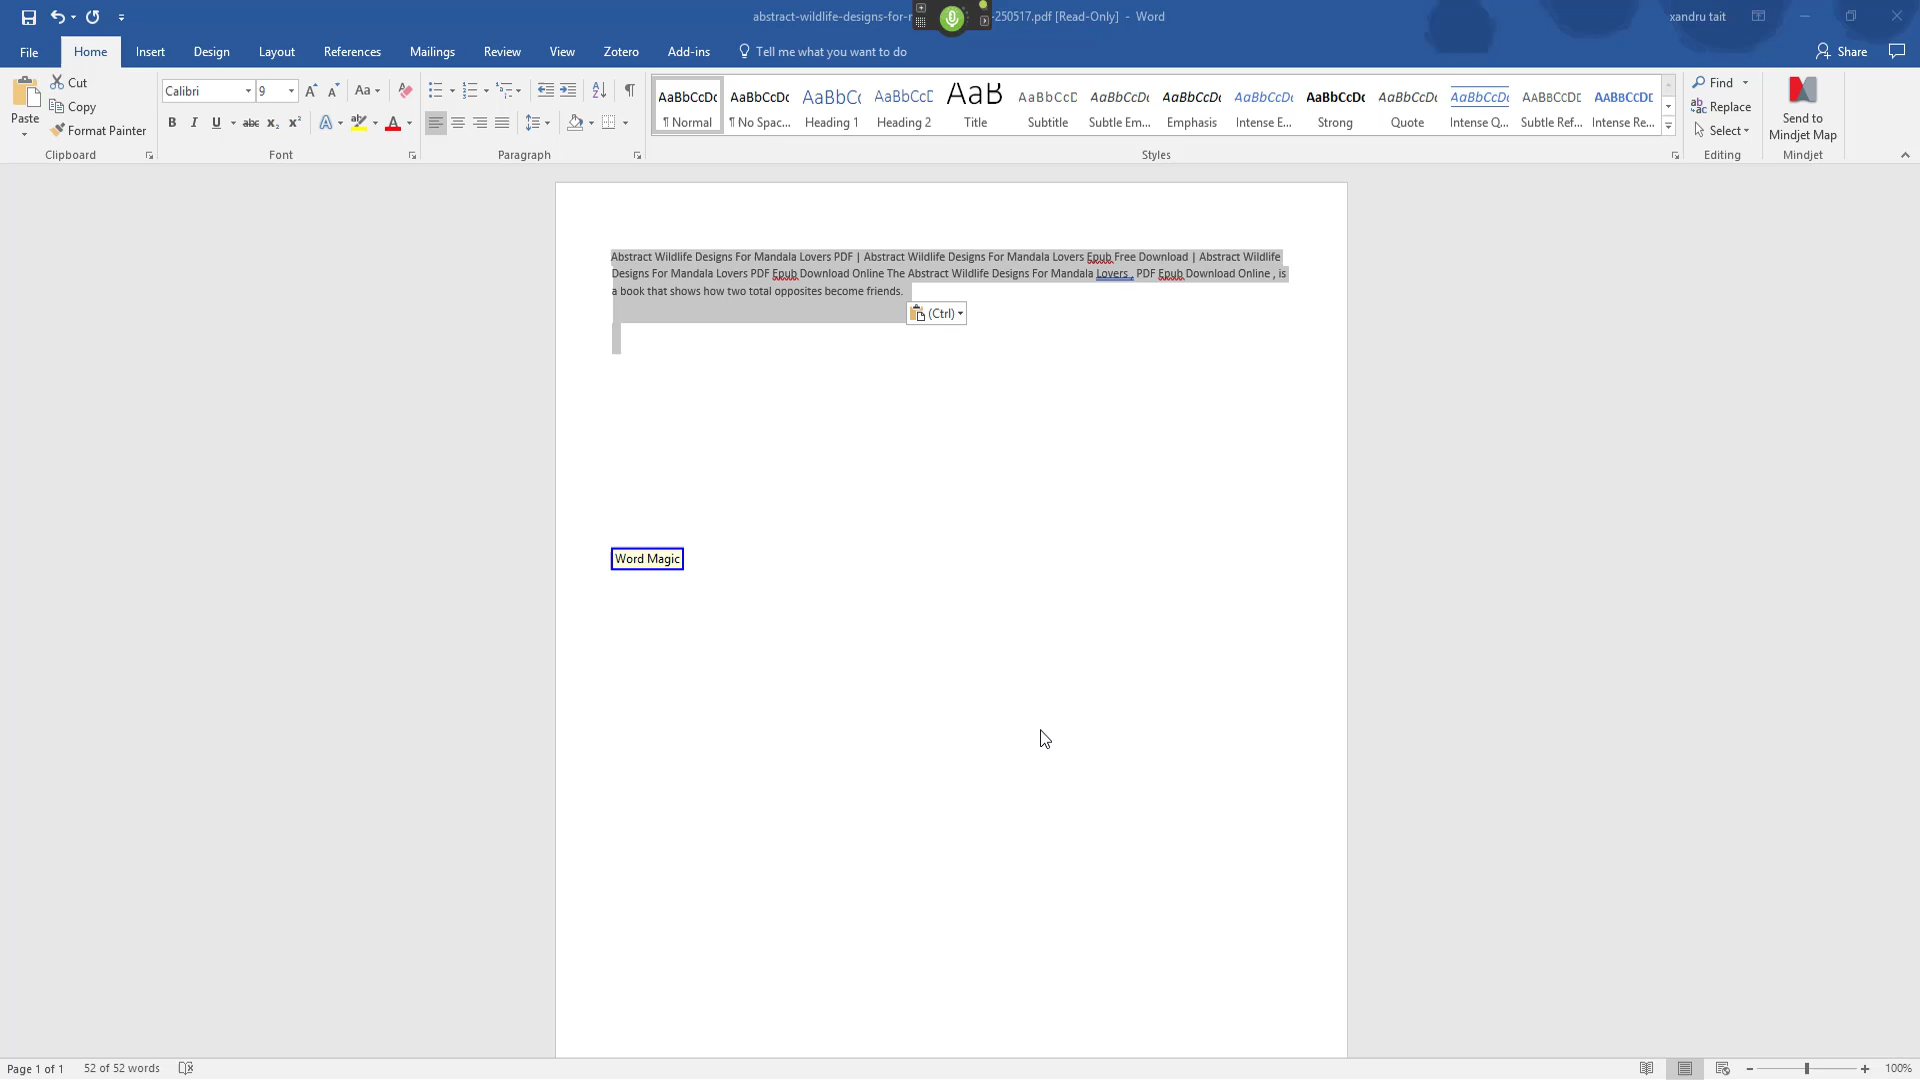 abstract-wildlife-designs-for-r
-250517.pdf [Read-Only] - Word
xandru tait
File
Home
Insert
Design
Layout
References
Mailings
Review
View
Zotero
Add-ins
Tell me what you want to do
Share
Paste
Cut
Copy
Format Painter
Clipboard
Calibri
9
Aa
Font
Paragraph
AaBbCcDc
¶ Normal
AaBbCcDc
¶ No Spac...
AaBbCc
Heading 1
AaBbCcD
Heading 2
AaB
Title
AaBbCcD
Subtitle
AaBbCcDc
Subtle Em...
AaBbCcDc
Emphasis
AaBbCcDc
Intense E...
AaBbCcDc
Strong
AaBbCcDc
Quote
AaBbCcDc
Intense Q...
AABBCCDD
Subtle Ref...
AABBCCDD
Intense Re...
Styles
Find
Replace
Select
Editing
Send to
Mindjet Map
Mindjet
Abstract Wildlife Designs For Mandala Lovers PDF | Abstract Wildlife Designs For Mandala Lovers Epub Free Download | Abstract Wildlife
Designs For Mandala Lovers PDF Epub Download Online The Abstract Wildlife Designs For Mandala Lovers , PDF Epub Download Online , is
a book that shows how two total opposites become friends.
(Ctrl)
Word Magic
Page 1 of 1
52 of 52 words
100%